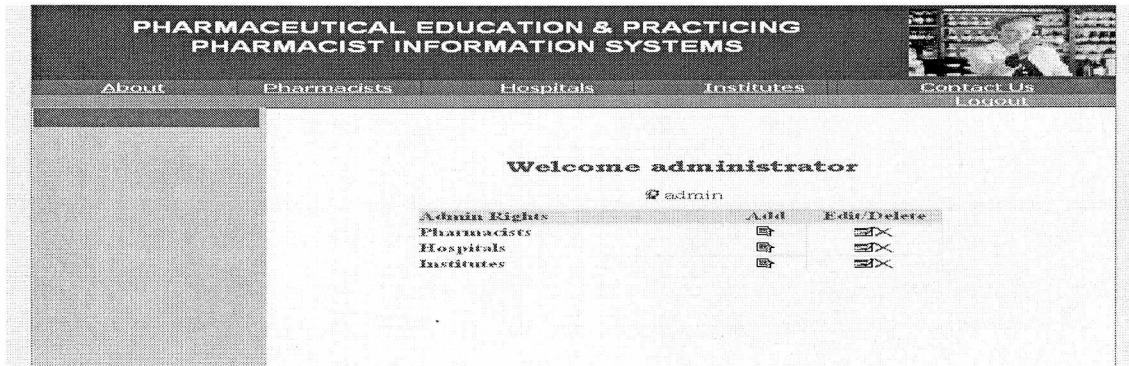 PHARMACEUTICAL EDUCATION & PRACTICING
PHARMACIST INFORMATION SYSTEMS
About Pharmacists Hospitals Institutes Contact Us
Logout
Welcome administrator
admin
Admin Rights Add Edit/Delete
Pharmacists
Hospitals
Institutes